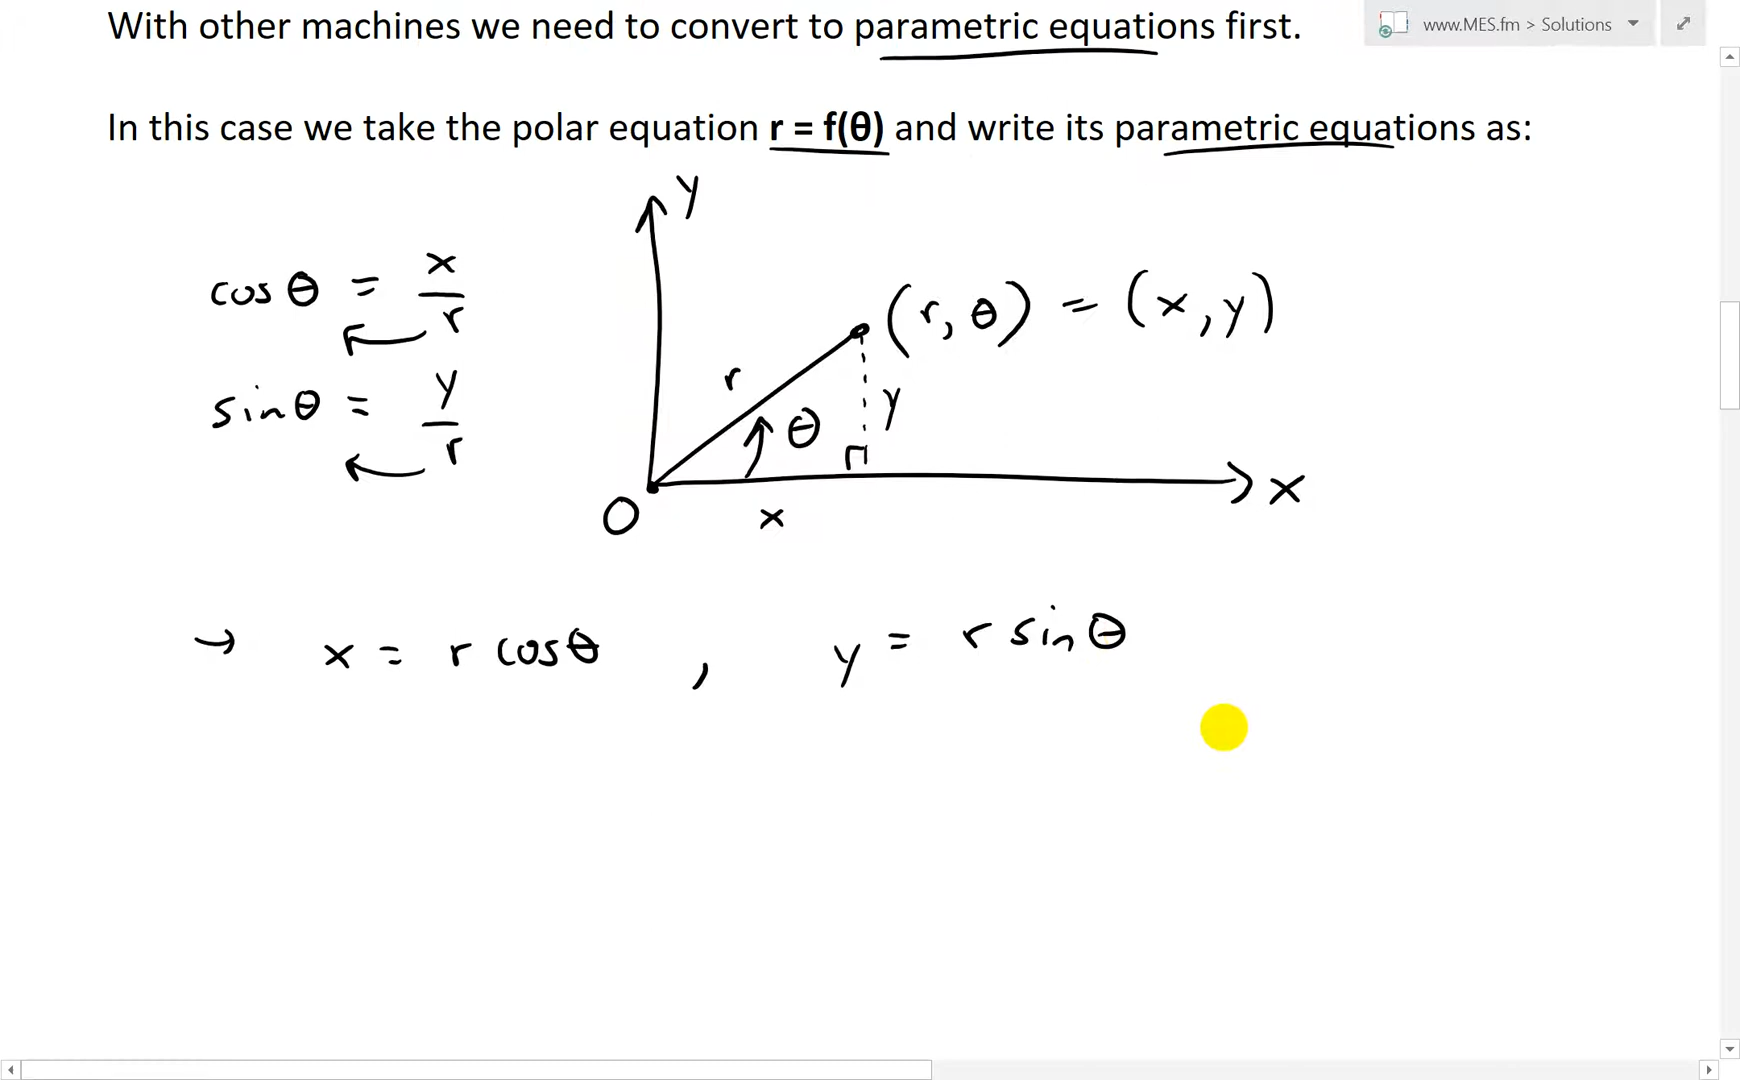 With other machines we need to convert to parametric equations first.
www.MES.fm > Solutions
In this case we take the polar equation r = f(θ) and write its parametric equations as:
y
cos θ = x/r
(r, θ) = (x, y)
sin θ = y/r
r
θ
y
O
x
x
→ x = r cos θ , y = r sin θ